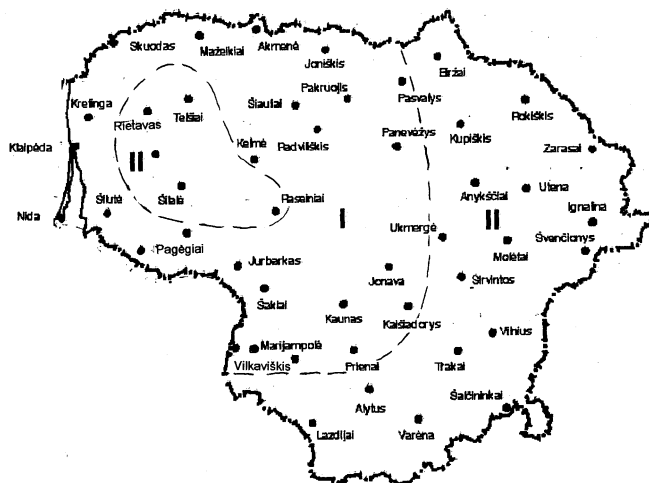 Skuodas
Mažeikiai
Akmenė
Joniškis
Biržai
Kretinga
Rietavas
Telšiai
Šiauliai
Pakruojis
Pasvalys
Rokiškis
Klaipėda
II
Kelmė
Radviliškis
Panevėžys
Kupiškis
Zarasai
Šilutė
Šilalė
Raseiniai
I
Anykščiai
Utena
Nida
Pagėgiai
Ukmergė
II
Ignalina
Molėtai
Švenčionys
Jurbarkas
Jonava
Širvintos
Šakiai
Kaunas
Kaišiadorys
Vilnius
Marijampolė
Vilkaviškis
Prienai
Trakai
Alytus
Šalčininkai
Lazdijai
Varėna